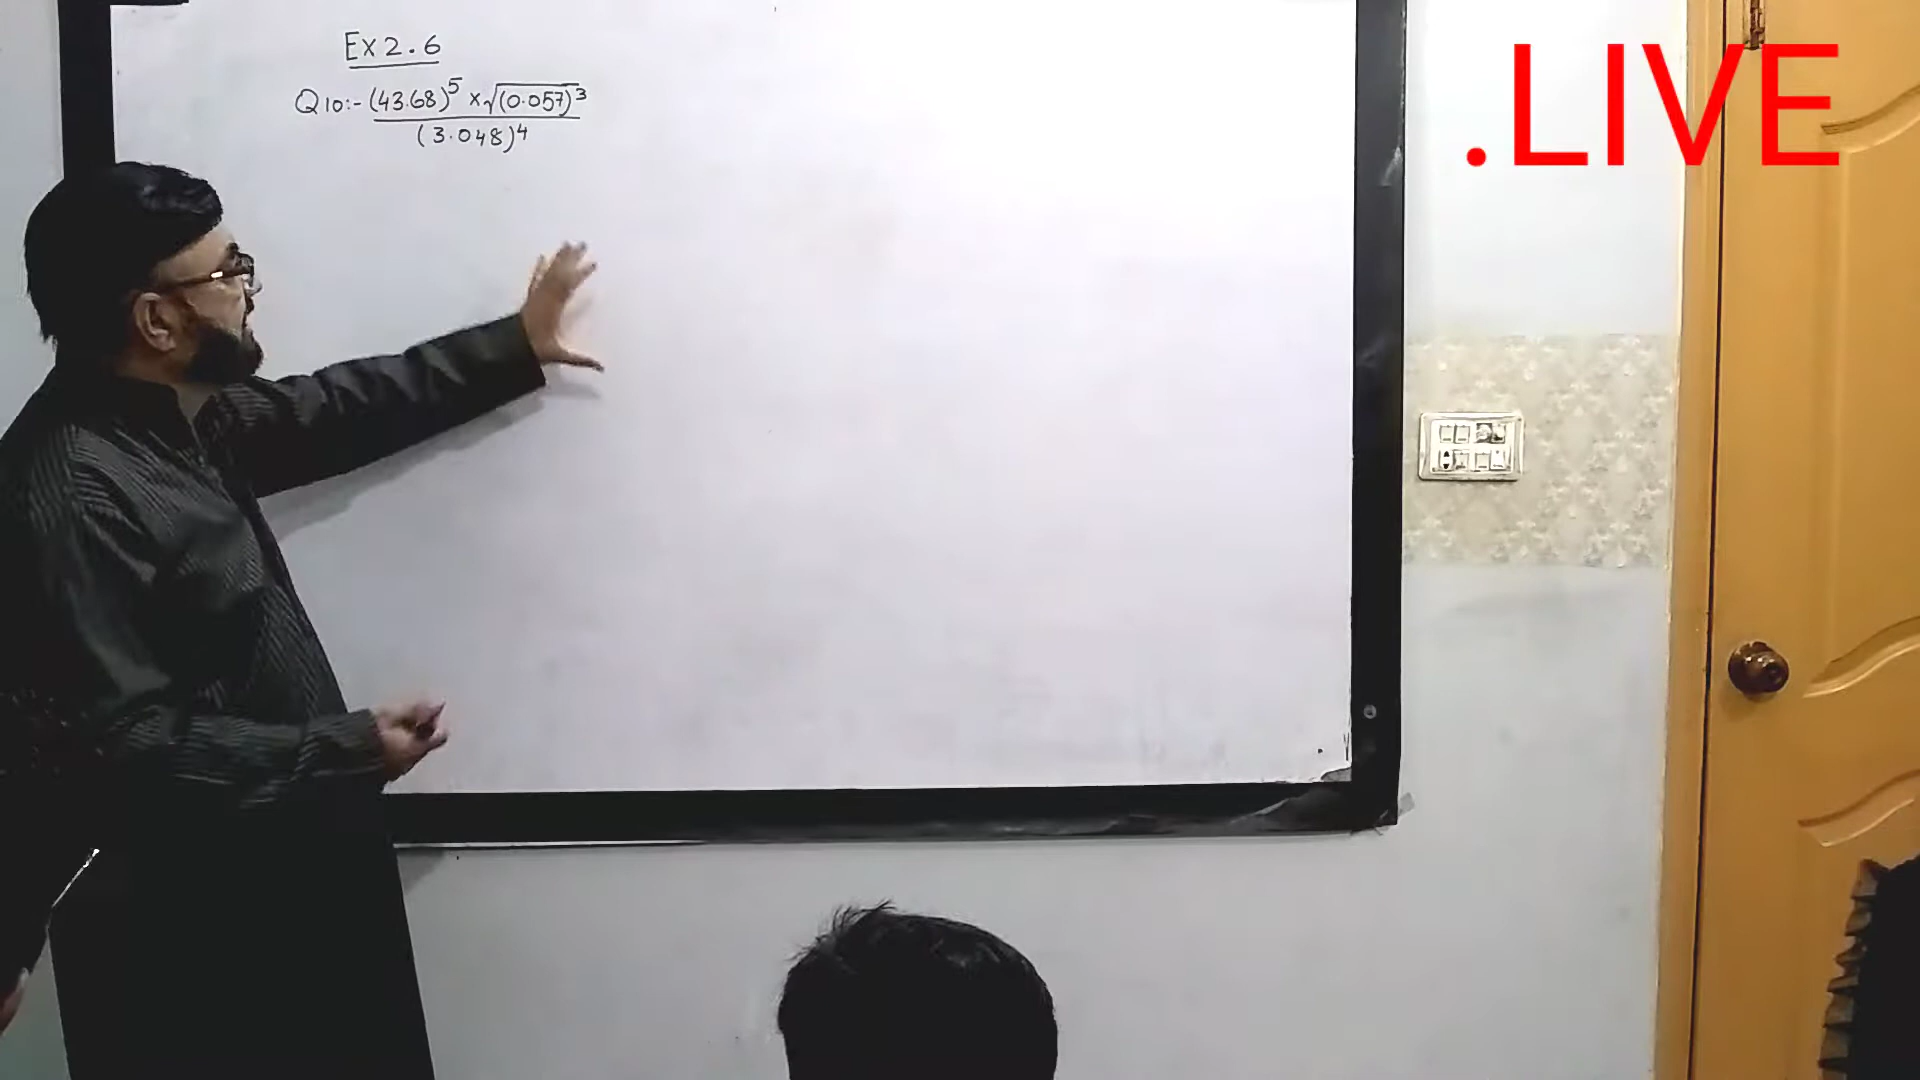 Ex 2.6
Q10:- (43.68)^5 × √(0.057)^3
(3.048)^4
.LIVE